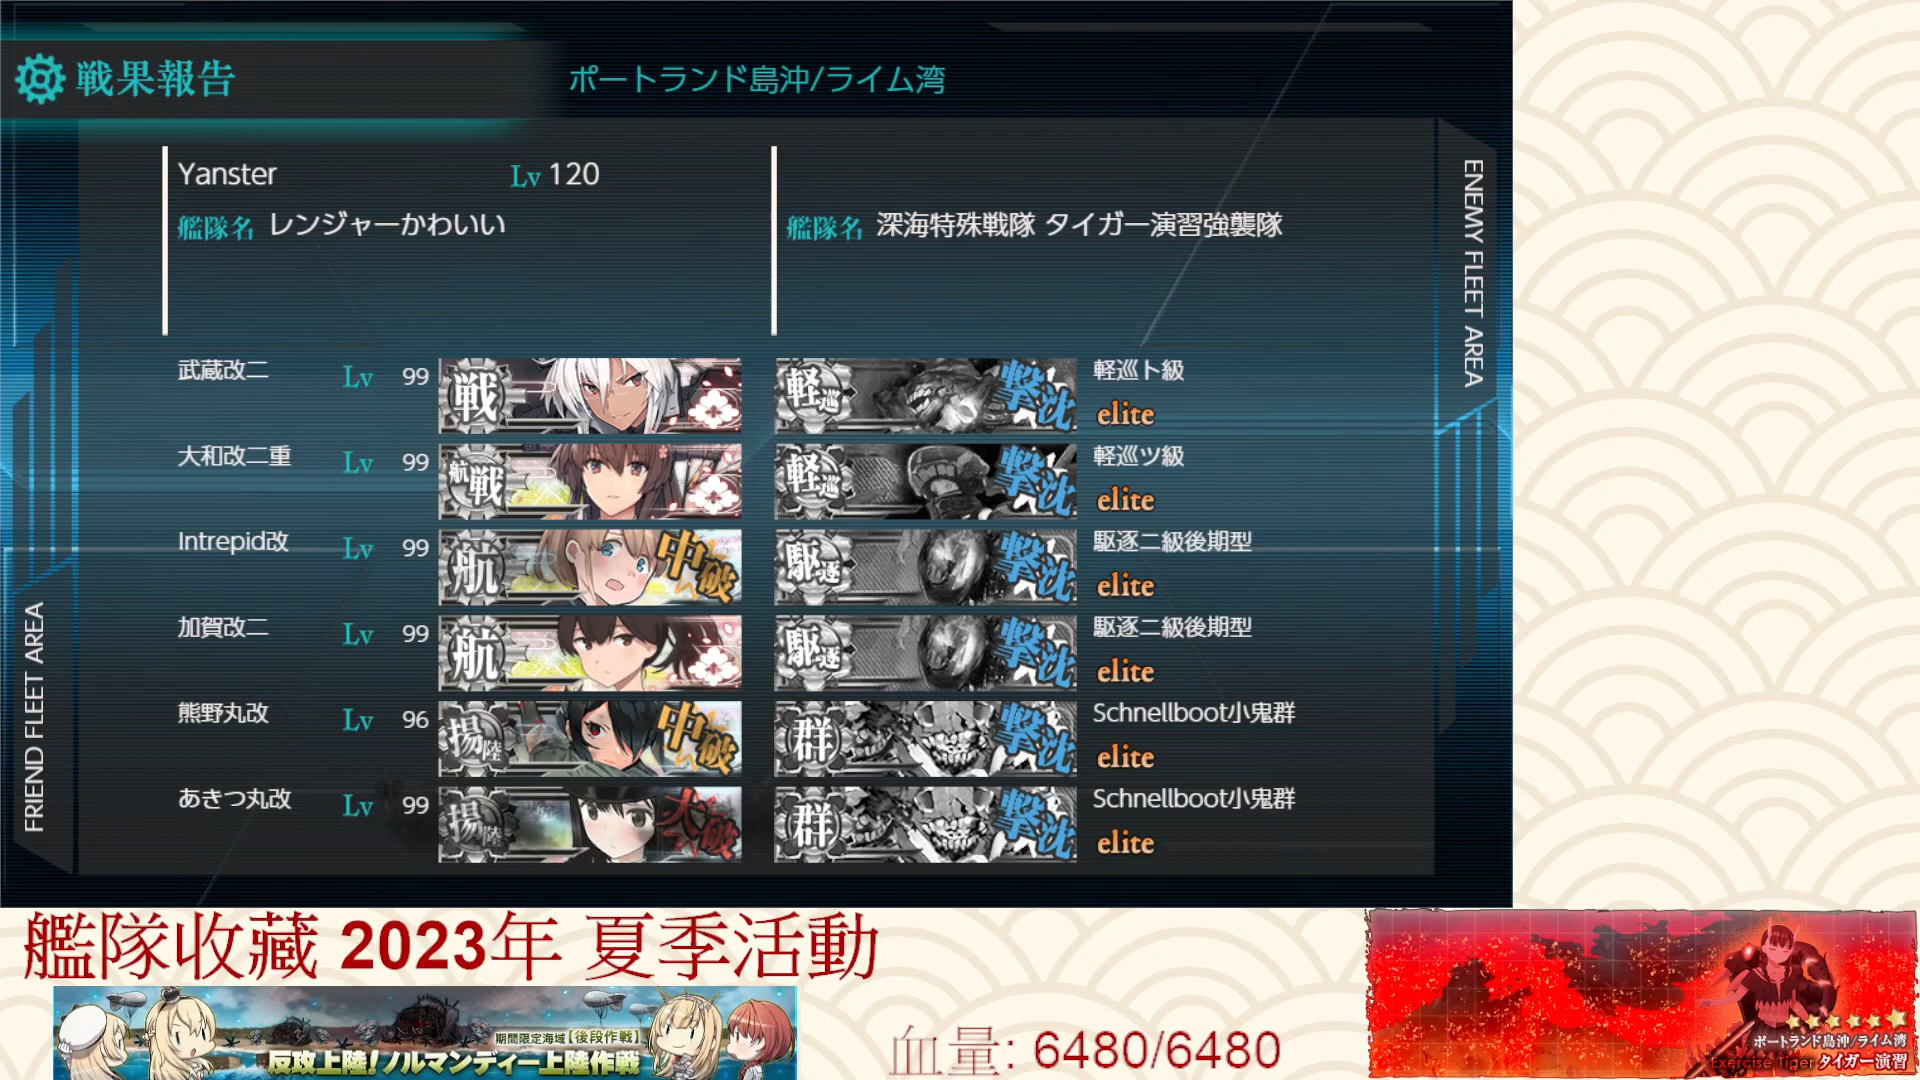 戦果報告
ポートランド島沖/ライム湾
Yanster Lv 120
艦隊名 レンジャーかわいい
艦隊名 深海特殊戦隊 タイガー演習強襲隊
ENEMY FLEET AREA
FRIEND FLEET AREA
武蔵改二 Lv 99 戦
軽巡 撃沈 軽巡ト級
elite
大和改二重 Lv 99 航戦
軽巡 撃沈 軽巡ツ級
elite
Intrepid改 Lv 99 航 中破
駆逐 撃沈 駆逐ニ級後期型
elite
加賀改二 Lv 99 航
駆逐 撃沈 駆逐ニ級後期型
elite
熊野丸改 Lv 96 揚陸 中破
群 撃沈 Schnellboot小鬼群
elite
あきつ丸改 Lv 99 揚陸 大破
群 撃沈 Schnellboot小鬼群
elite
艦隊收藏 2023年 夏季活動
期間限定海域【後段作戦】
反攻上陸!ノルマンディー上陸作戦
血量: 6480/6480
ポートランド島沖/ライム湾
Exercise Tiger タイガー演習